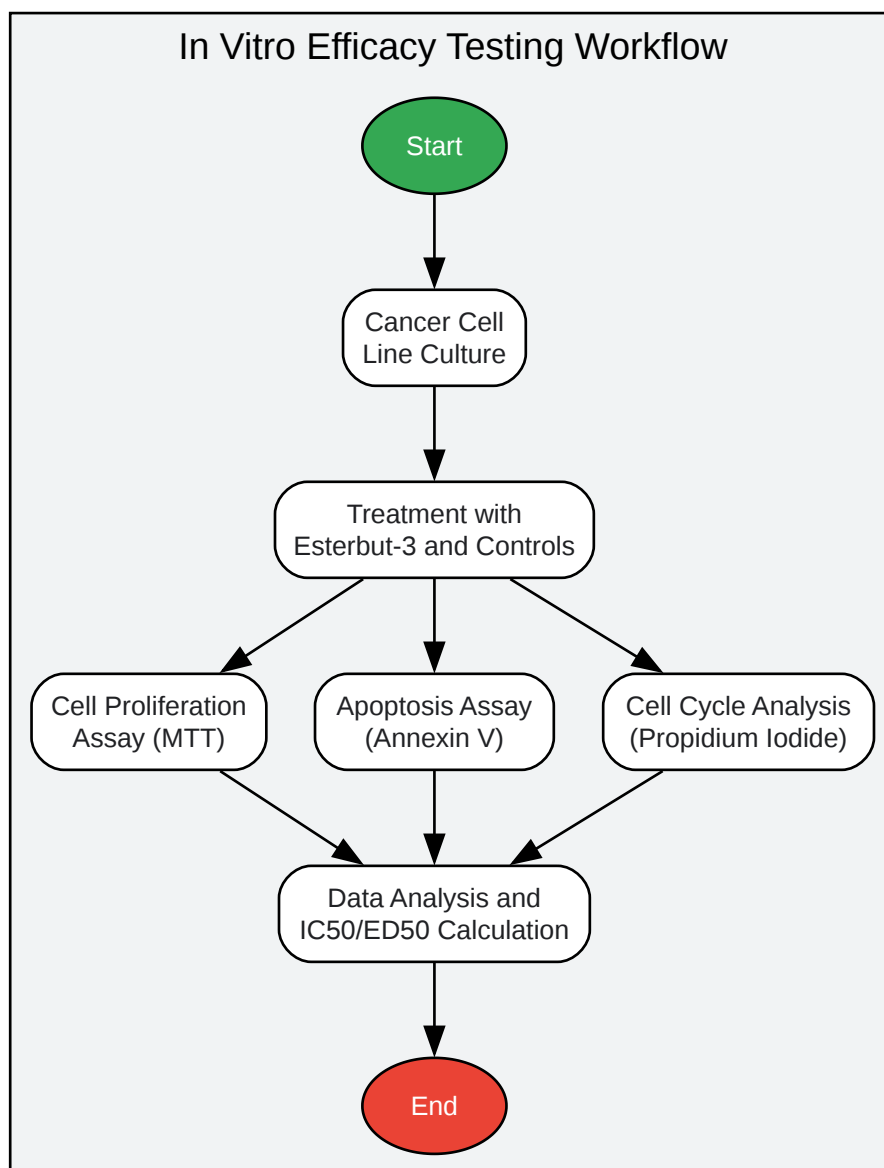 In Vitro Efficacy Testing Workflow
Start
Cancer Cell
Line Culture
Treatment with
Esterbut-3 and Controls
Cell Proliferation
Assay (MTT)
Apoptosis Assay
(Annexin V)
Cell Cycle Analysis
(Propidium Iodide)
Data Analysis and
IC50/ED50 Calculation
End